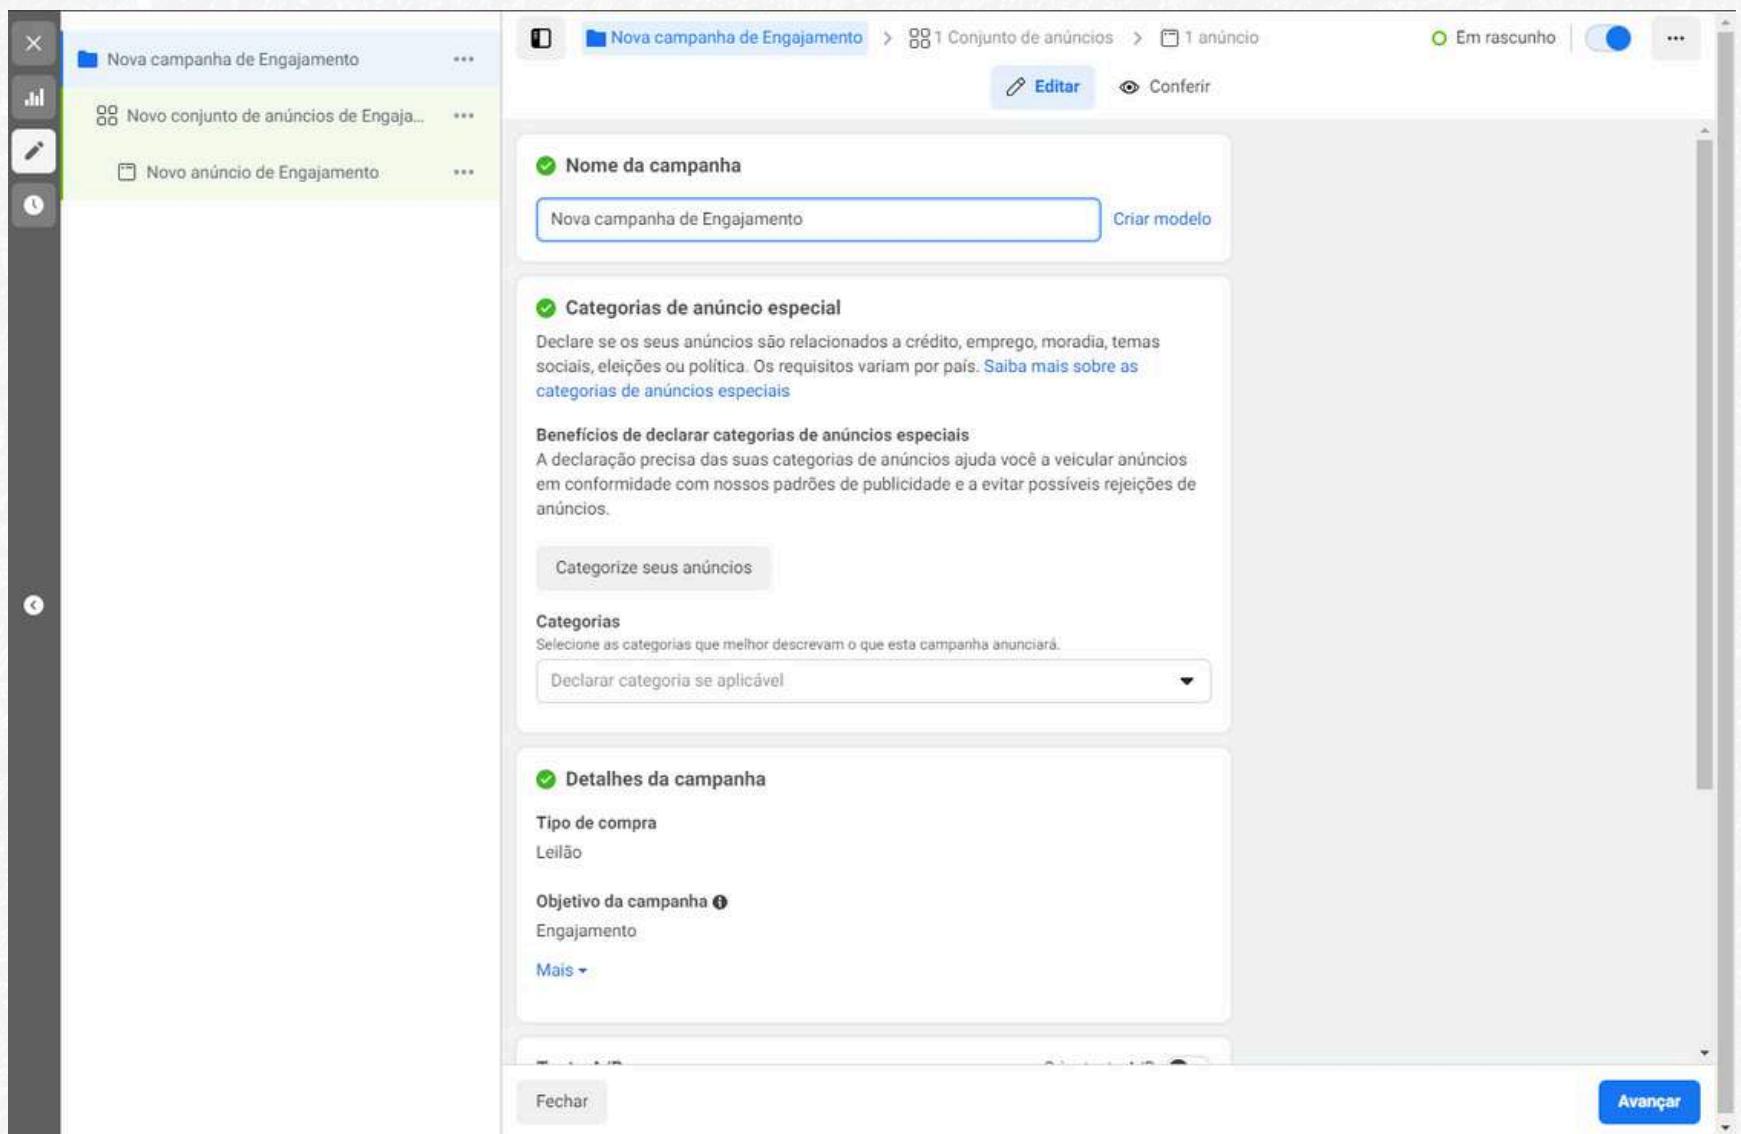 Nova campanha de Engajamento
Novo conjunto de anúncios de Engaja...
Novo anúncio de Engajamento
Nova campanha de Engajamento > 1 Conjunto de anúncios > 1 anúncio
Em rascunho
Editar
Conferir
Nome da campanha
Nova campanha de Engajamento
Criar modelo
Categorias de anúncio especial
Declare se os seus anúncios são relacionados a crédito, emprego, moradia, temas
sociais, eleições ou política. Os requisitos variam por país. Saiba mais sobre as
categorias de anúncios especiais
Benefícios de declarar categorias de anúncios especiais
A declaração precisa das suas categorias de anúncios ajuda você a veicular anúncios
em conformidade com nossos padrões de publicidade e a evitar possíveis rejeições de
anúncios.
Categorize seus anúncios
Categorias
Selecione as categorias que melhor descrevam o que esta campanha anunciará.
Declarar categoria se aplicável
Detalhes da campanha
Tipo de compra
Leilão
Objetivo da campanha
Engajamento
Mais
Fechar
Avançar